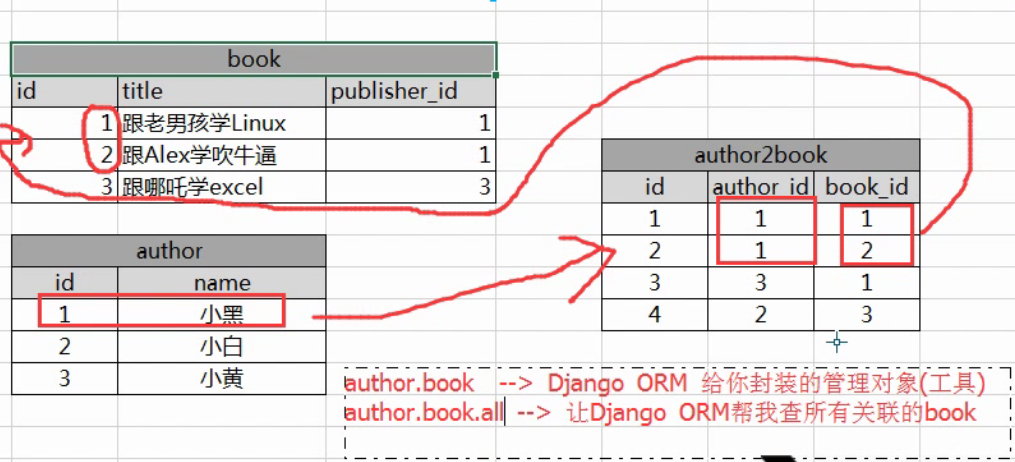 book
id title publisher_id
1 跟老男孩学Linux 1
2 跟Alex学吹牛逼 1
3 跟哪吒学excel 3
author
id name
1 小黑
2 小白
3 小黄
author2book
id author_id book_id
1 1 1
2 1 2
3 3 1
4 2 3
author.book --> Django ORM 给你封装的管理对象(工具)
author.book.all --> 让Django ORM帮我查所有关联的book